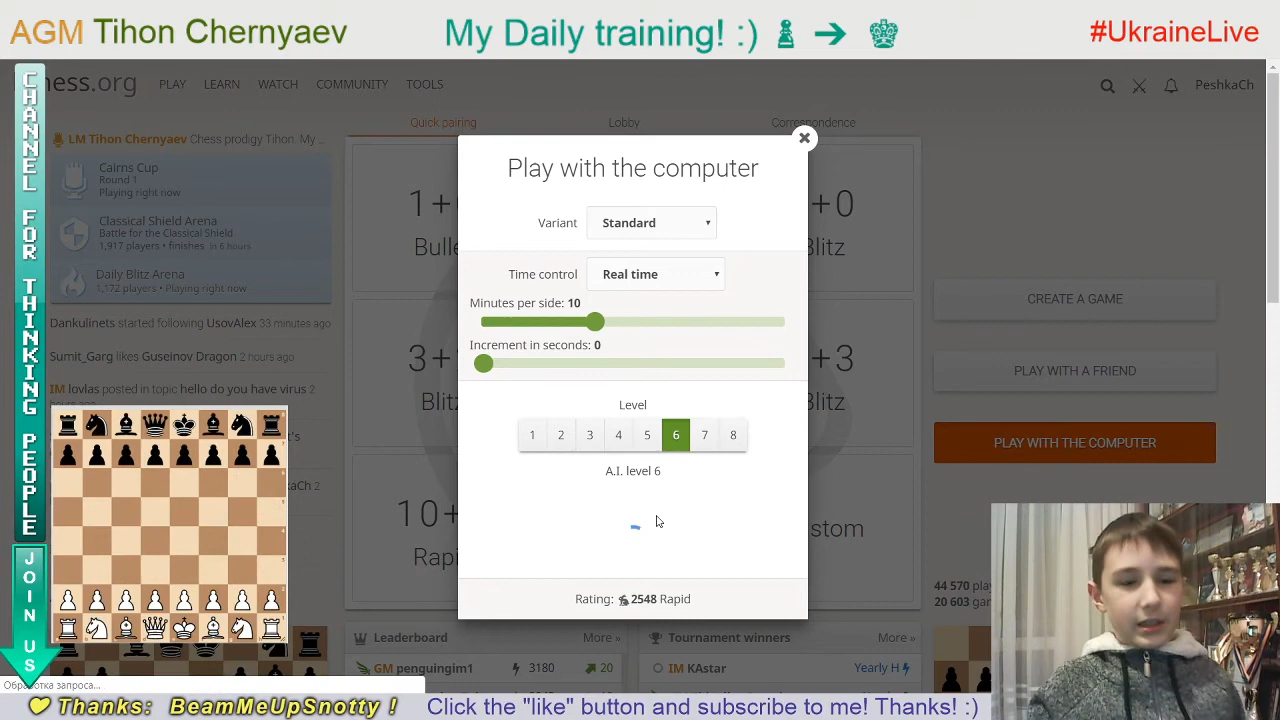 AGM Tihon Chernyaev
My Daily training! :)
#UkraineLive
CHANNEL FOR THINKING PEOPLE
JOIN US
hess.org
PLAY LEARN WATCH COMMUNITY TOOLS
PeshkaCh
LM Tihon Chernyaev Chess prodigy Tihon. My
Cairns Cup
Round 1
Playing right now
Classical Shield Arena
Battle for the Classical Shield
1,917 players • finishes in 6 hours
Daily Blitz Arena
1,172 players • Playing right now
Dankulinets started following UsovAlex 33 minutes ago
Sumit_Garg likes Guseinov Dragon 2 hours ago
IM lovlas posted in topic hello do you have virus 2
hours ago
Quick pairing Lobby Correspondence
Play with the computer
Variant Standard
Time control Real time
Minutes per side: 10
Increment in seconds: 0
Level
1 2 3 4 5 6 7 8
A.I. level 6
Rating: 2548 Rapid
+0
Blitz
+3
Blitz
CREATE A GAME
PLAY WITH A FRIEND
PLAY WITH THE COMPUTER
44 570
20 603
Leaderboard More »
GM penguingim1 3180 20
Tournament winners More »
IM KAstar Yearly H
Обработка запроса...
Thanks: BeamMeUpSnotty !
Click the "like" button and subscribe to me! Thanks! :)